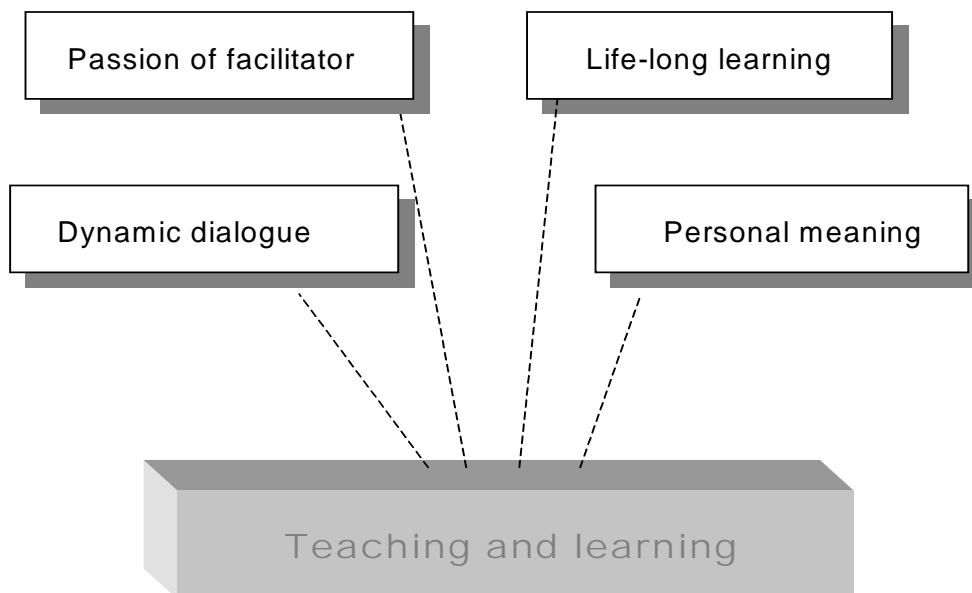 Passion of facilitator
Life-long learning
Dynamic dialogue
Personal meaning
Teaching and learning